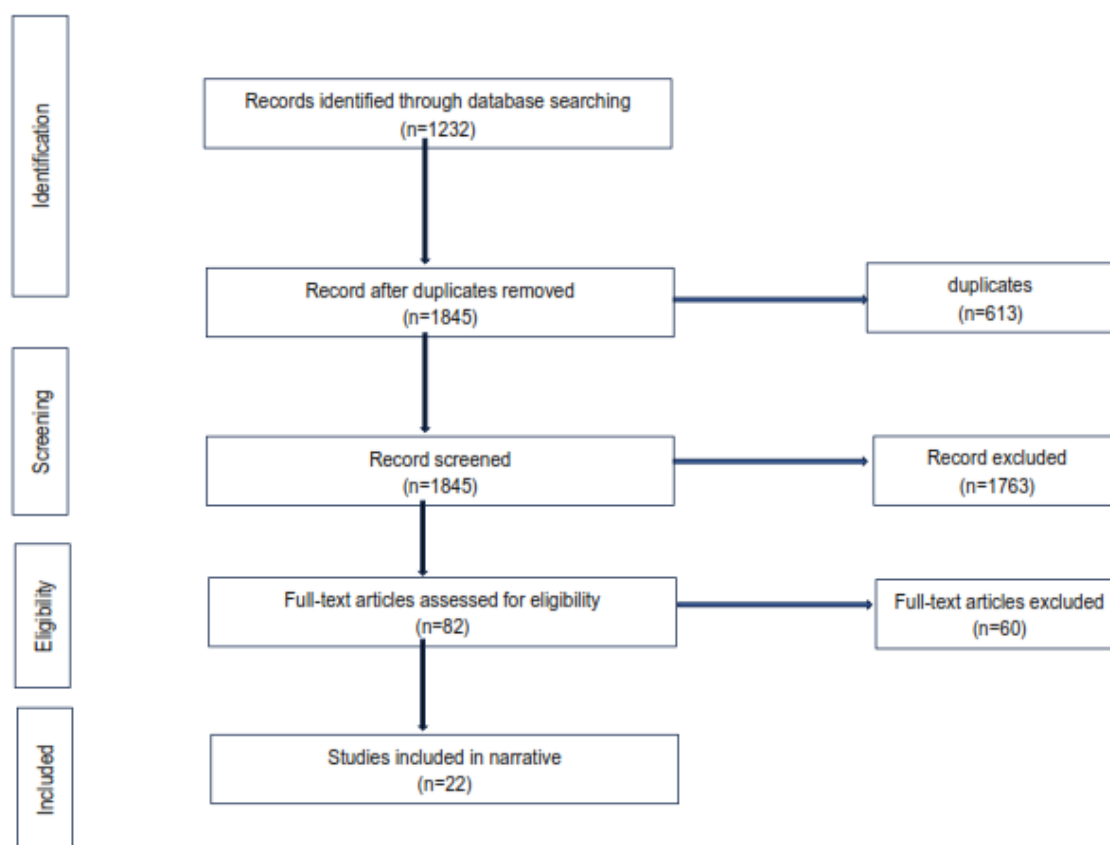 Identification
Records identified through database searching
(n=1232)
Record after duplicates removed
(n=1845)
duplicates
(n=613)
Screening
Record screened
(n=1845)
Record excluded
(n=1763)
Eligibility
Full-text articles assessed for eligibility
(n=82)
Full-text articles excluded
(n=60)
Included
Studies included in narrative
(n=22)